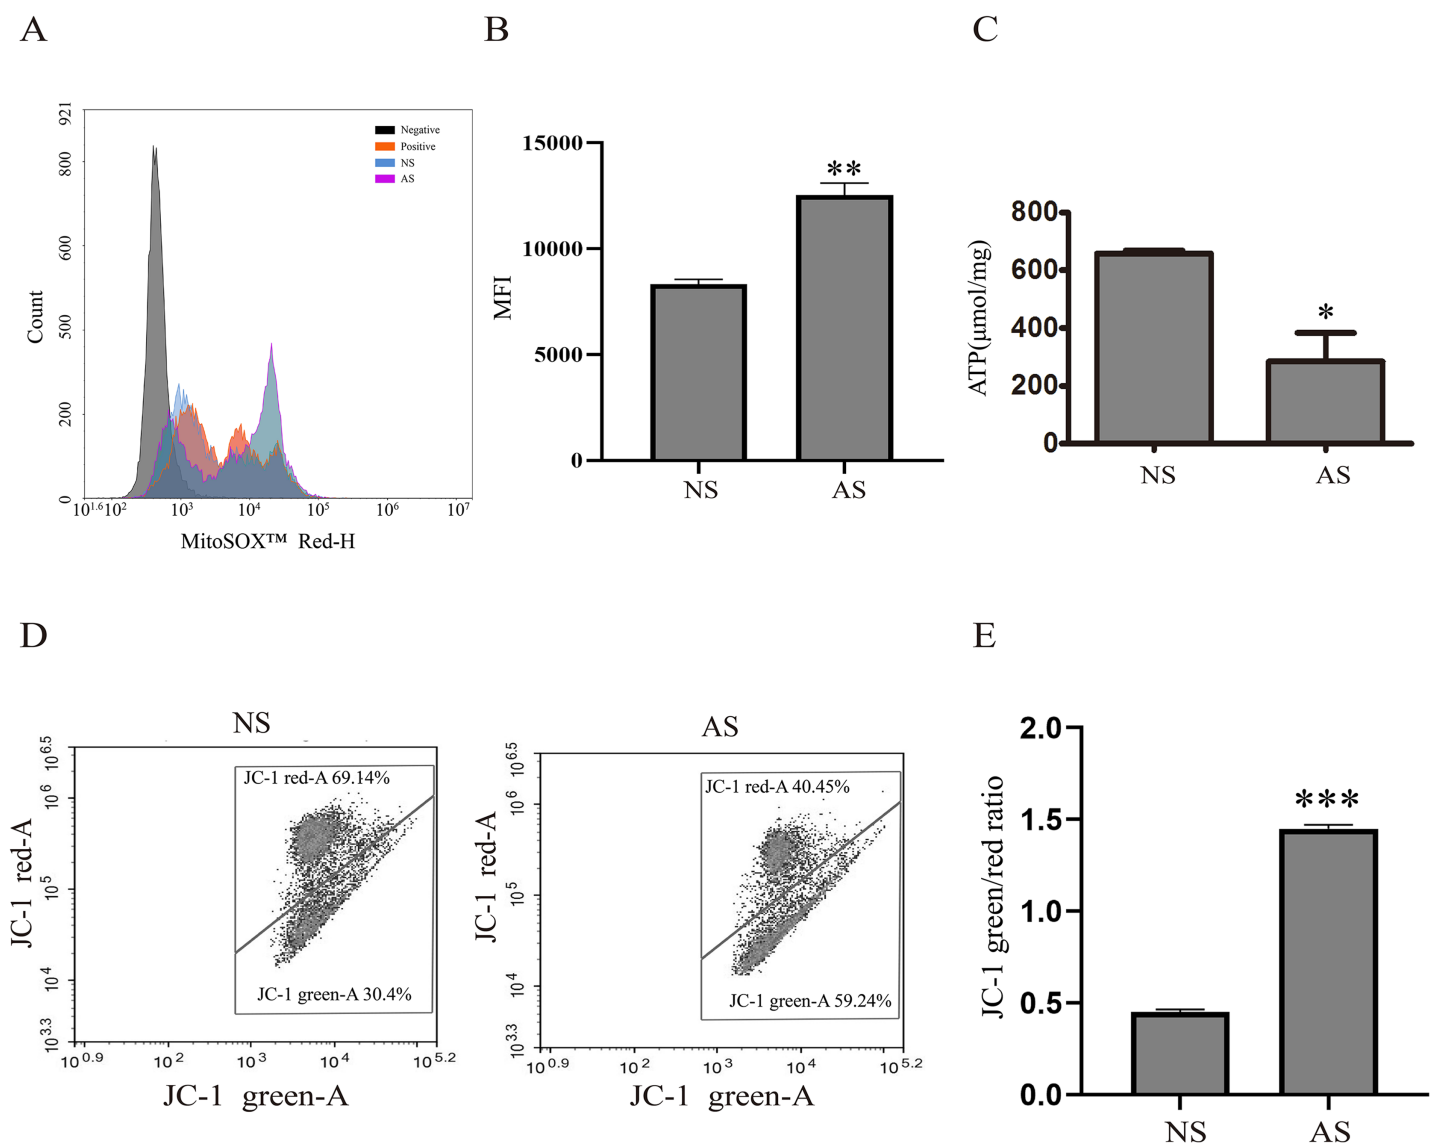 A
B
C
921
800
600
500
200
0
Count
Negative
Positive
NS
AS
10^1.6 10^2 10^3 10^4 10^5 10^6 10^7
MitoSOX™ Red-H
15000
10000
5000
0
MFI
**
NS AS
800
600
400
200
0
ATP(μmol/mg)
*
NS AS
D
E
NS
10^6.5
10^6
10^5
10^4
10^3.3
JC-1 red-A
JC-1 red-A 69.14%
JC-1 green-A 30.4%
10^0.9 10^2 10^3 10^4 10^5.2
JC-1 green-A
AS
10^6.5
10^6
10^5
10^4
10^3.3
JC-1 red-A
JC-1 red-A 40.45%
JC-1 green-A 59.24%
10^0.9 10^2 10^3 10^4 10^5.2
JC-1 green-A
2.0
1.5
1.0
0.5
0.0
JC-1 green/red ratio
***
NS AS